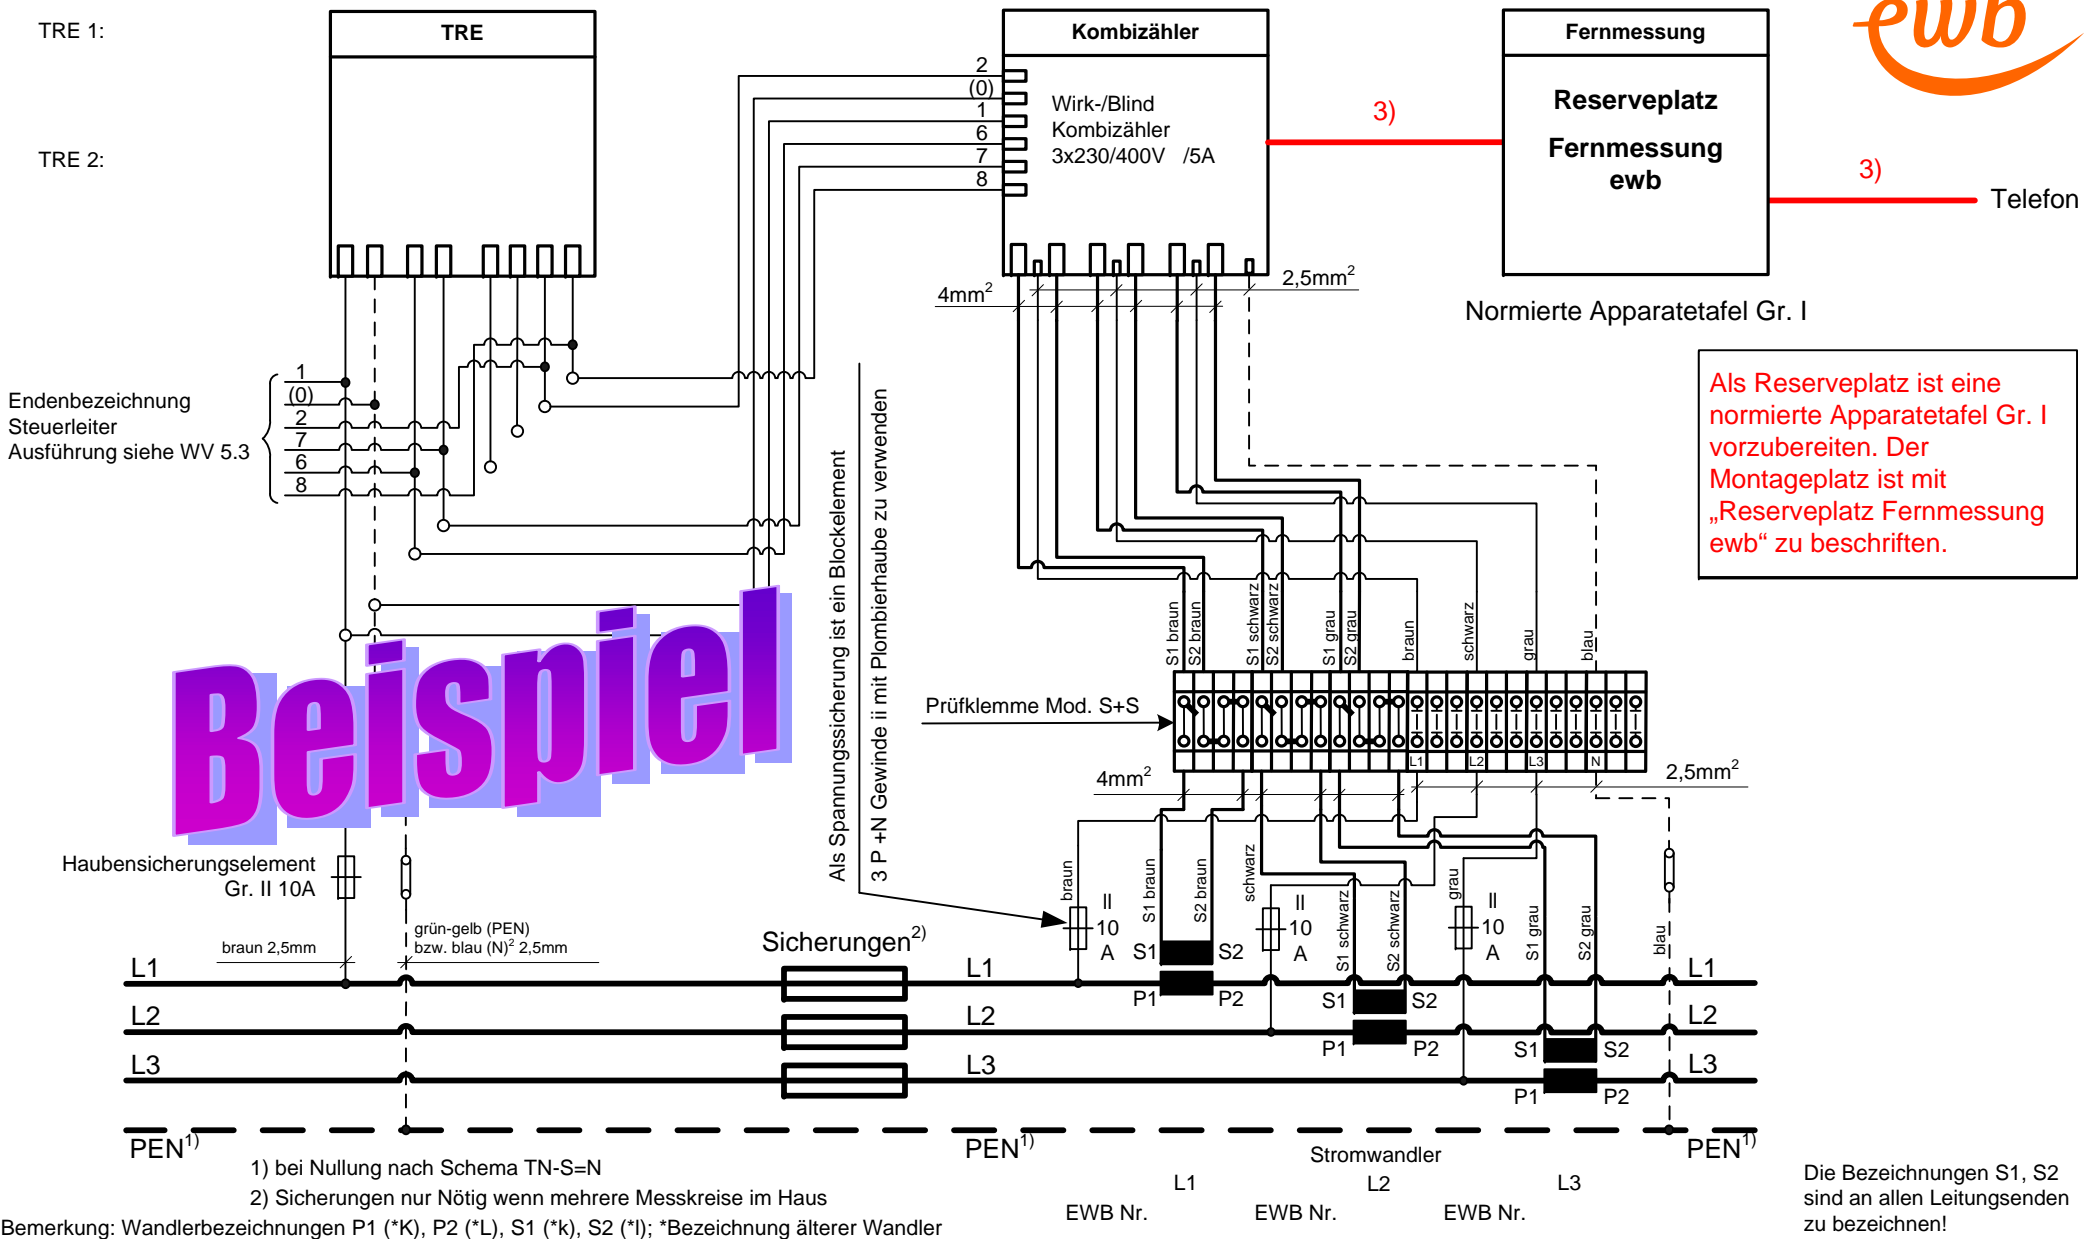 TRE 1:
TRE 2:
TRE
Kombizähler
Wirk-/Blind
Kombizähler
3x230/400V /5A
2
(0)
1
6
7
8
Fernmessung
Reserveplatz
Fernmessung
ewb
ewb
3)
3)
Telefon
Normierte Apparatetafel Gr. I
4mm²
2,5mm²
Als Reserveplatz ist eine
normierte Apparatetafel Gr. I
vorzubereiten. Der
Montageplatz ist mit
„Reserveplatz Fernmessung
ewb“ zu beschriften.
Endenbezeichnung
Steuerleiter
Ausführung siehe WV 5.3
1
(0)
2
7
6
8
Als Spannungssicherung ist ein Blockelement
3 P +N Gewinde ii mit Plombierhaube zu verwenden
Beispiel
S1 braun
S2 braun
S1 schwarz
S2 schwarz
S1 grau
S2 grau
braun
schwarz
grau
blau
Prüfklemme Mod. S+S
L1
L2
L3
N
4mm²
2,5mm²
Haubensicherungselement
Gr. II 10A
braun 2,5mm
grün-gelb (PEN)
bzw. blau (N)² 2,5mm
Sicherungen²⁾
braun
II
10
A
S1 braun
S2 braun
schwarz
II
10
A
S1 schwarz
S2 schwarz
grau
II
10
A
S1 grau
S2 grau
blau
S1
S2
P1
P2
S1
S2
P1
P2
S1
S2
P1
P2
L1
L1
L1
L2
L2
L2
L3
L3
L3
PEN¹⁾
PEN¹⁾
PEN¹⁾
1) bei Nullung nach Schema TN-S=N
2) Sicherungen nur Nötig wenn mehrere Messkreise im Haus
Bemerkung: Wandlerbezeichnungen P1 (*K), P2 (*L), S1 (*k), S2 (*l); *Bezeichnung älterer Wandler
Stromwandler
L1
L2
L3
EWB Nr.
EWB Nr.
EWB Nr.
Die Bezeichnungen S1, S2
sind an allen Leitungsenden
zu bezeichnen!